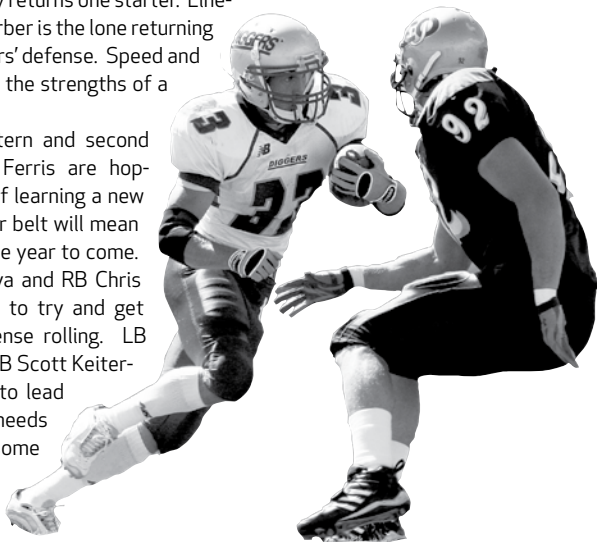 y returns one starter. Line-
rber is the lone returning
rs' defense. Speed and
the strengths of a
tern and second
Ferris are hop-
f learning a new
r belt will mean
e year to come.
va and RB Chris
to try and get
ense rolling. LB
B Scott Keiter-
to lead
needs
ome
DIGGERS
3
3
DIGGERS
33
92